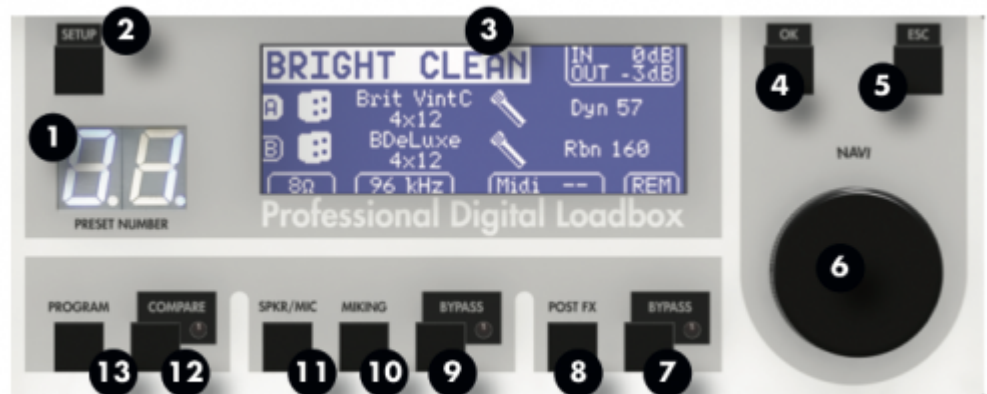 SETUP
2
3
BRIGHT CLEAN
IN 0dB
OUT -3dB
A
Brit VintC
4x12
Dyn 57
B
BDeLuxe
4x12
Rbn 160
8Ω
96 kHz
Midi --
REM
Professional Digital Loadbox
1
PRESET NUMBER
OK
ESC
4
5
NAVI
6
PROGRAM
COMPARE
SPKR/MIC
MIKING
BYPASS
POST FX
BYPASS
13
12
11
10
9
8
7